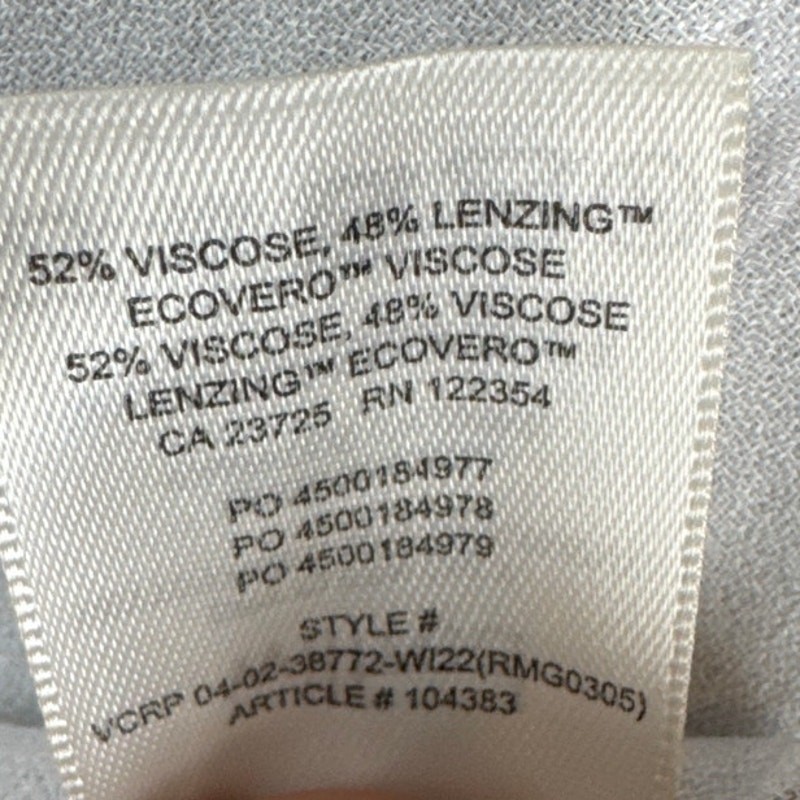 52% VISCOSE, 48% LENZING™
ECOVERO™ VISCOSE
52% VISCOSE, 48% VISCOSE
LENZING™ ECOVERO™
CA 23725 RN 122354
PO 4500184977
PO 4500184978
PO 4500184979
STYLE #
VCRP 04-02-38772-WI22(RMG0305)
ARTICLE # 104383